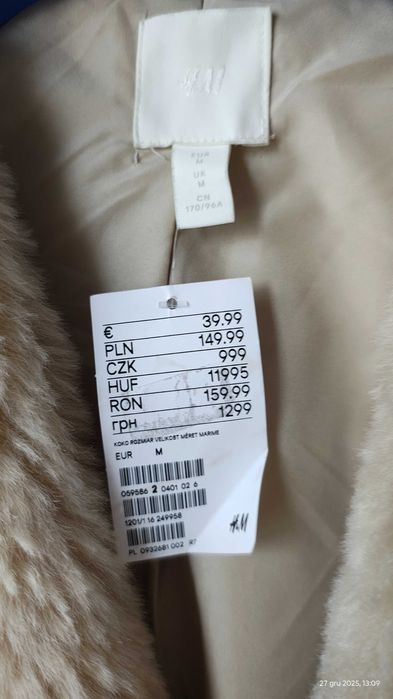 H&M
EUR
M
UK
M
CN
170/96A
€ 39.99
PLN 149.99
CZK 999
HUF 11995
RON 159.99
грн 1299
KOKO ROZMIAR VELIKOST MÉRET MARIME
EUR M
059586 2 0401 02 6
1201/1 16 249958
H&M
PL 0932681 002 R7
27 gru 2025, 13:09